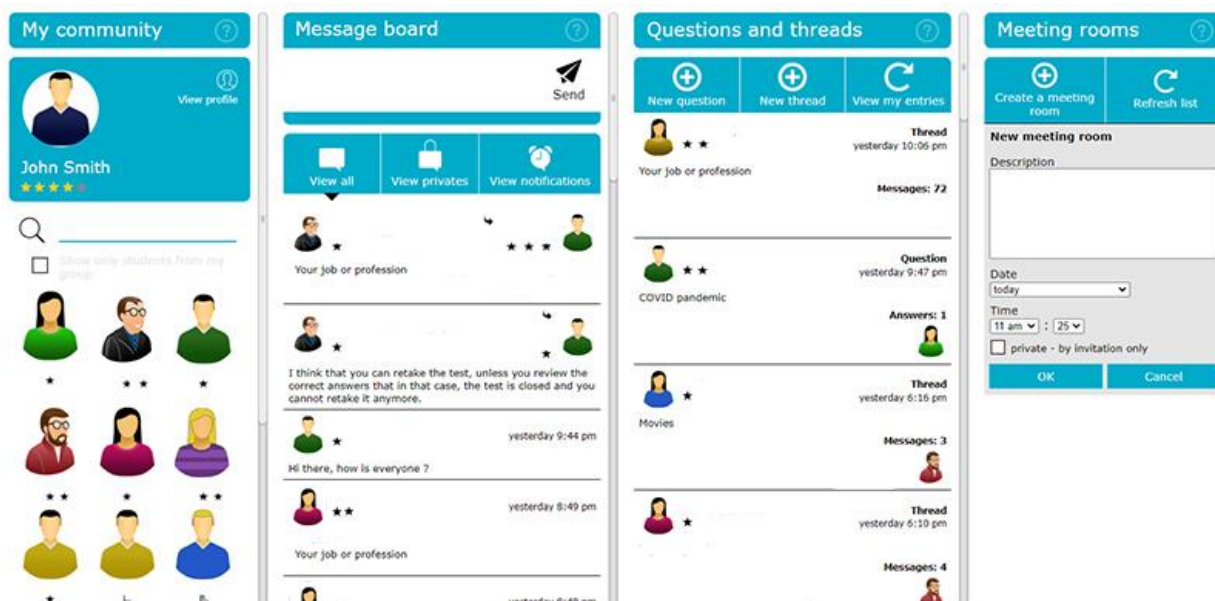 My community
?
View profile
John Smith
Show only students from my
group
Message board
?
Send
View all
View privates
View notifications
Your job or profession
I think that you can retake the test, unless you review the
correct answers that in that case, the test is closed and you
cannot retake it anymore.
yesterday 9:44 pm
Hi there, how is everyone ?
yesterday 8:49 pm
Your job or profession
Questions and threads
?
New question
New thread
View my entries
Thread
yesterday 10:06 pm
Your job or profession
Messages: 72
Question
yesterday 9:47 pm
COVID pandemic
Answers: 1
Thread
yesterday 6:16 pm
Movies
Messages: 3
Thread
yesterday 6:10 pm
Messages: 4
Meeting rooms
?
Create a meeting
room
Refresh list
New meeting room
Description
Date
today
Time
11 am : 25
private - by invitation only
OK
Cancel